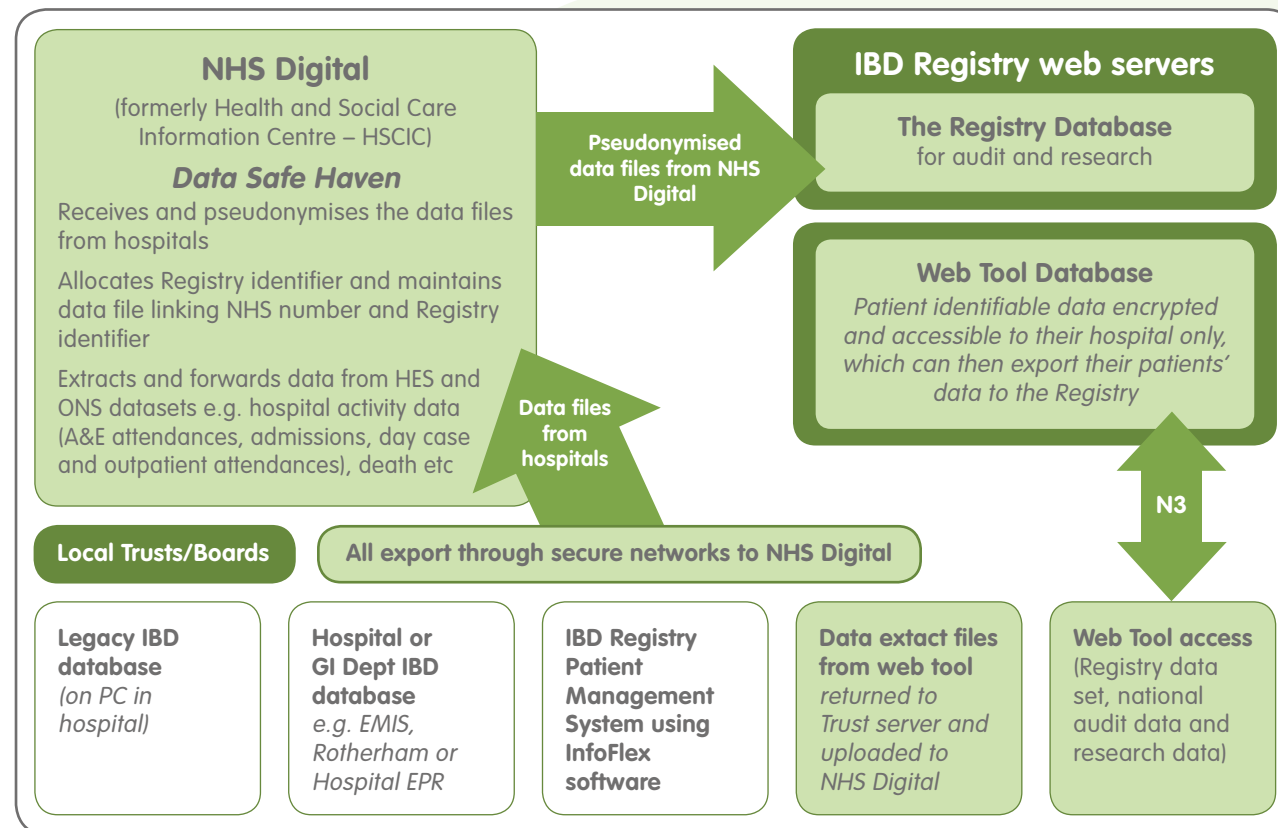 NHS Digital
(formerly Health and Social Care
Information Centre – HSCIC)
Data Safe Haven
Receives and pseudonymises the data files
from hospitals
Allocates Registry identifier and maintains
data file linking NHS number and Registry
identifier
Extracts and forwards data from HES and
ONS datasets e.g. hospital activity data
(A&E attendances, admissions, day case
and outpatient attendances), death etc
Pseudonymised
data files from NHS
Digital
IBD Registry web servers
The Registry Database
for audit and research
Web Tool Database
Patient identifiable data encrypted
and accessible to their hospital only,
which can then export their patients’
data to the Registry
Data files
from
hospitals
N3
Local Trusts/Boards
All export through secure networks to NHS Digital
Legacy IBD
database
(on PC in
hospital)
Hospital or
GI Dept IBD
database
e.g. EMIS,
Rotherham or
Hospital EPR
IBD Registry
Patient
Management
System using
InfoFlex
software
Data extact files
from web tool
returned to
Trust server and
uploaded to
NHS Digital
Web Tool access
(Registry data
set, national
audit data and
research data)